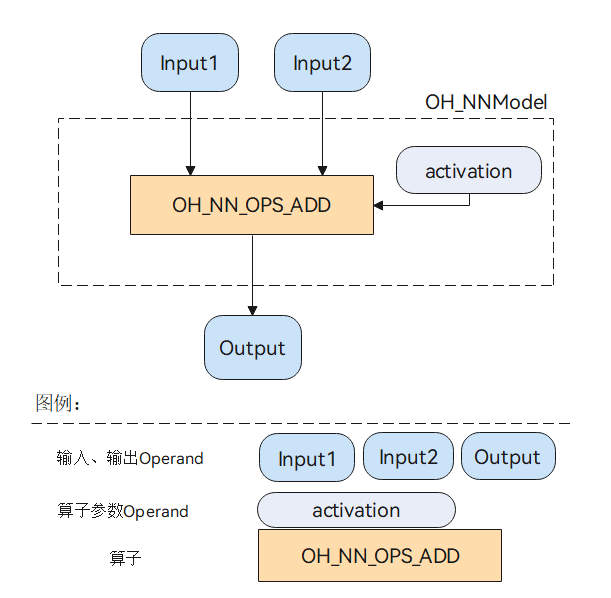 Input1
Input2
OH_NNModel
activation
OH_NN_OPS_ADD
Output
图例：
输入、输出Operand
Input1
Input2
Output
算子参数Operand
activation
算子
OH_NN_OPS_ADD